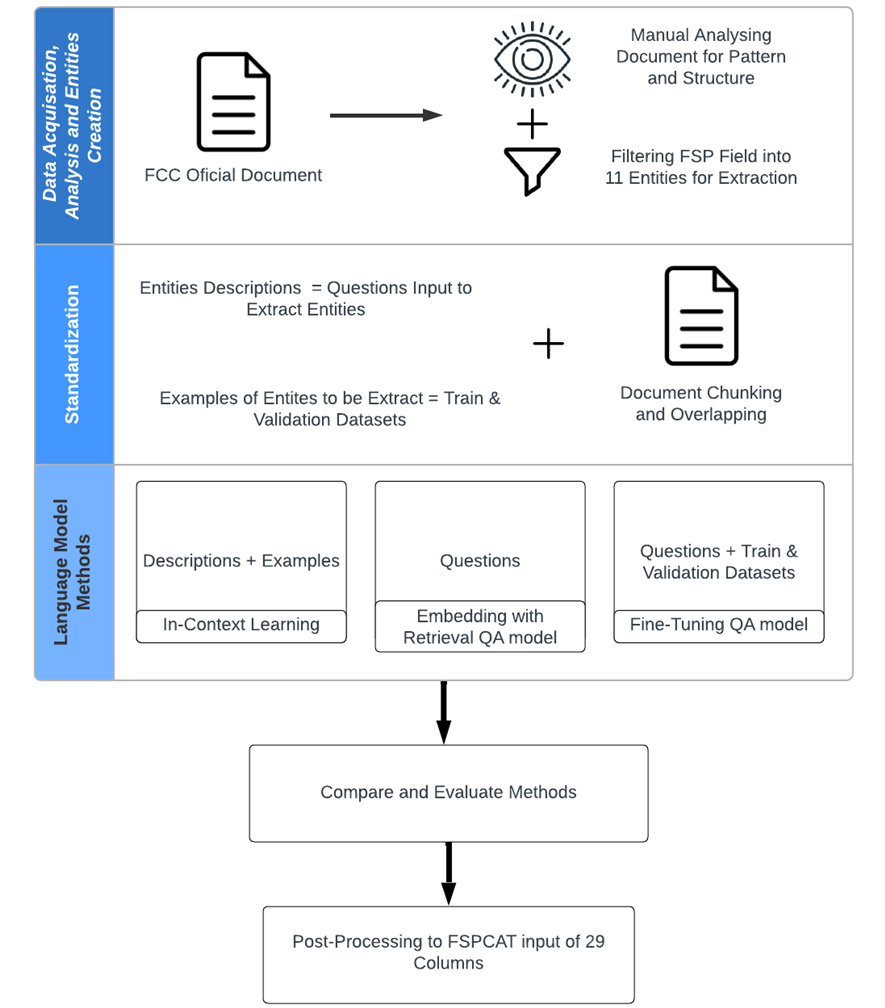 Data Acquisation,
Analysis and Entities
Creation
FCC Oficial Document
Manual Analysing
Document for Pattern
and Structure
Filtering FSP Field into
11 Entities for Extraction
Standardization
Entities Descriptions = Questions Input to
Extract Entities
Examples of Entites to be Extract = Train &
Validation Datasets
Document Chunking
and Overlapping
Language Model
Methods
Descriptions + Examples
In-Context Learning
Questions
Embedding with
Retrieval QA model
Questions + Train &
Validation Datasets
Fine-Tuning QA model
Compare and Evaluate Methods
Post-Processing to FSPCAT input of 29
Columns